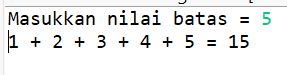 Masukkan nilai batas = 5
1 + 2 + 3 + 4 + 5 = 15